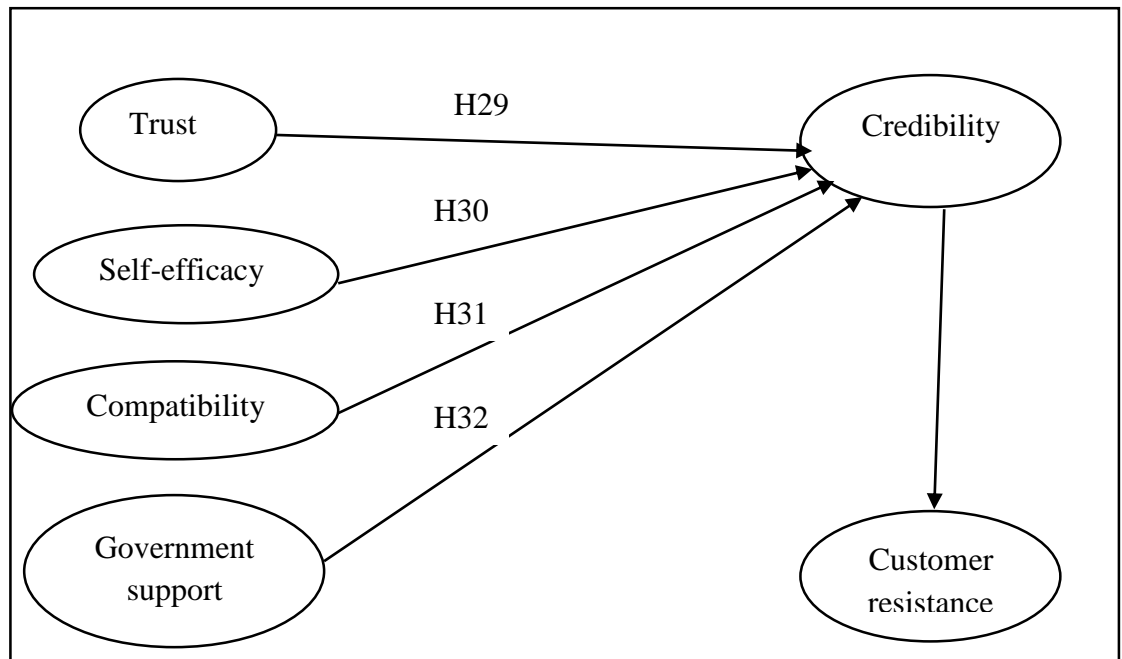 Trust
H29
Credibility
H30
Self-efficacy
H31
Compatibility
H32
Government
support
Customer
resistance